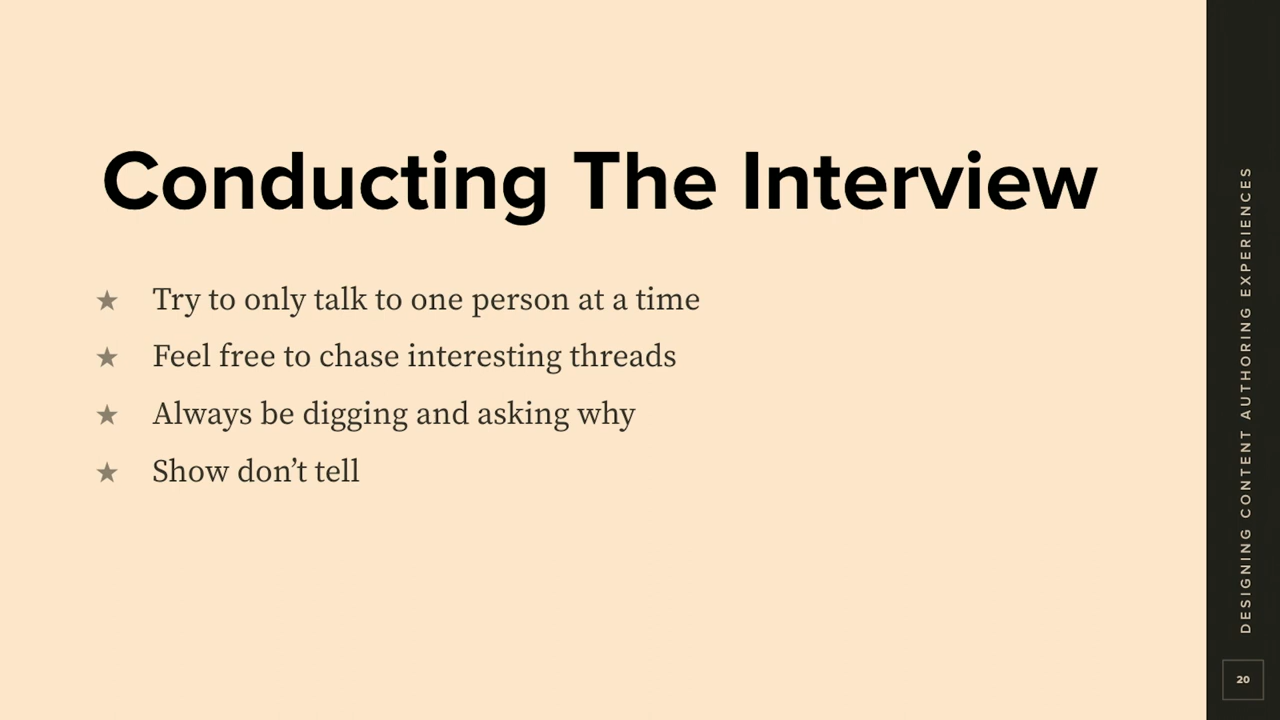 Conducting The Interview
★ Try to only talk to one person at a time
★ Feel free to chase interesting threads
★ Always be digging and asking why
★ Show don’t tell
DESIGNING CONTENT AUTHORING EXPERIENCES
20